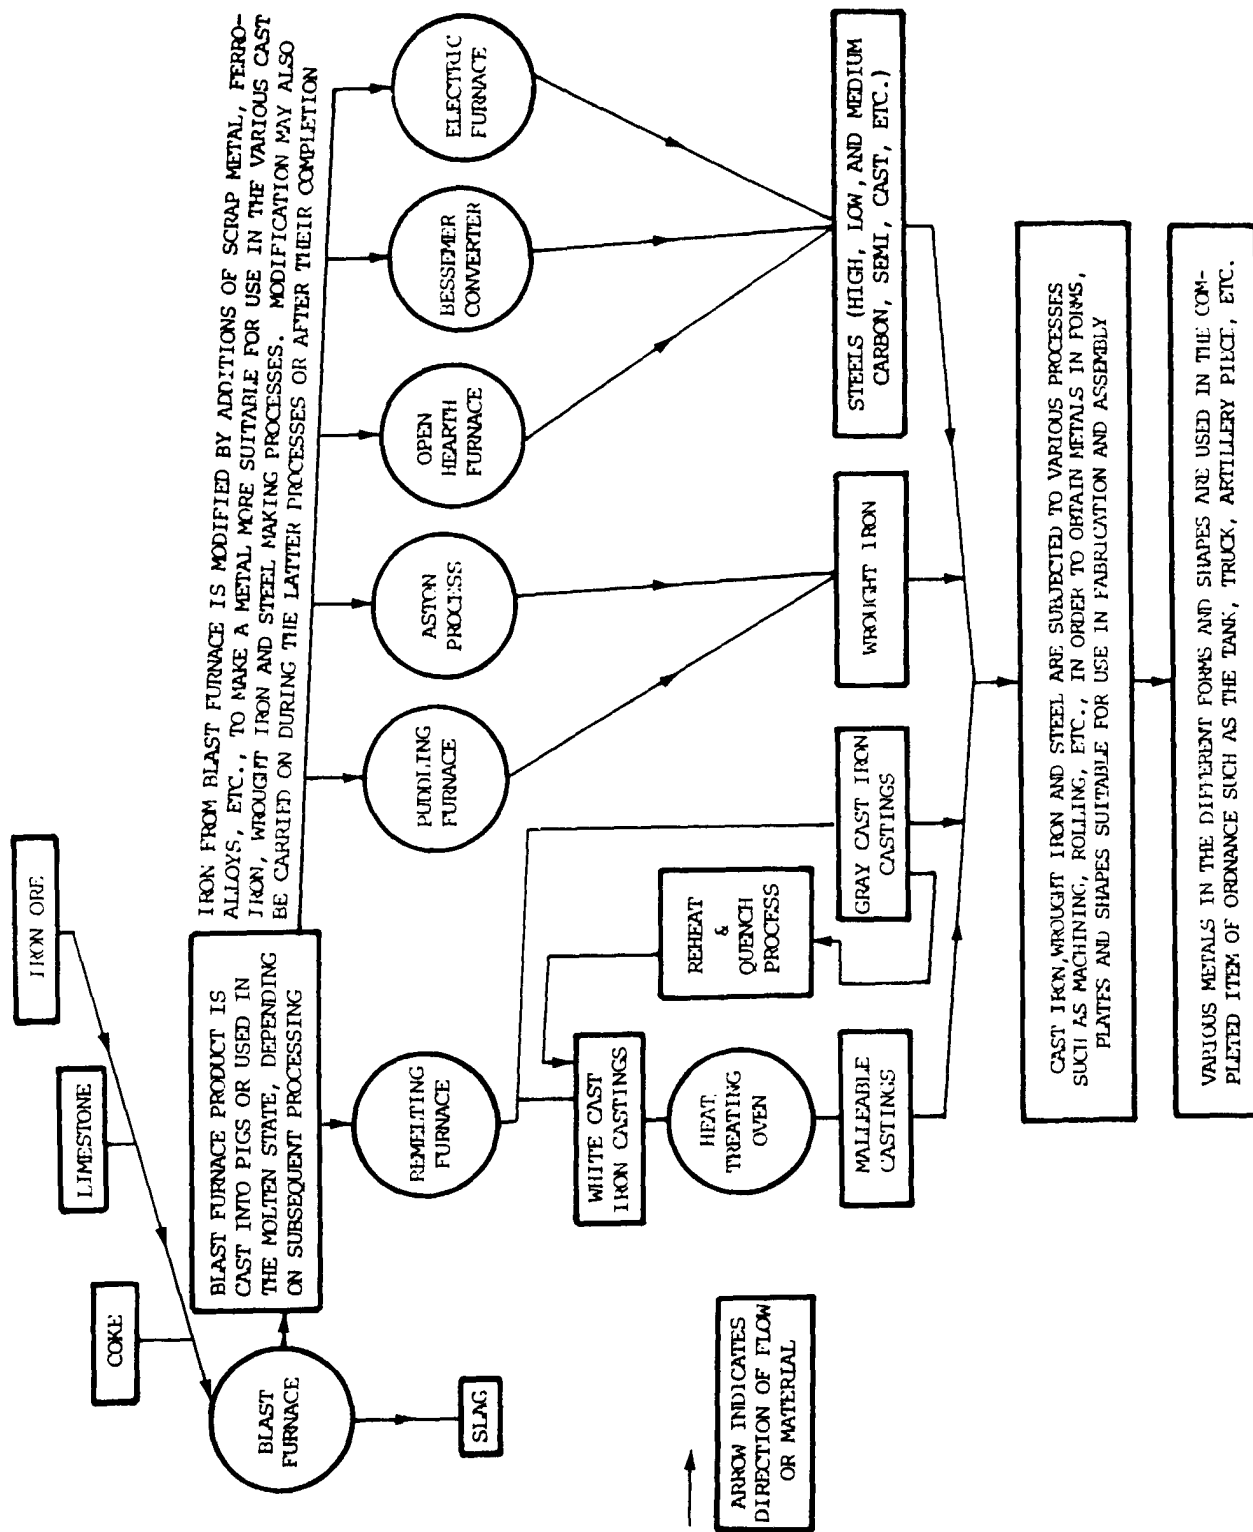 IRON ORE
LIMESTONE
COKE
BLAST
FURNACE
SLAG
BLAST FURNACE PRODUCT IS
CAST INTO PIGS OR USED IN
THE MOLTEN STATE, DEPENDING
ON SUBSEQUENT PROCESSING
IRON FROM BLAST FURNACE IS MODIFIED BY ADDITIONS OF SCRAP METAL, FERRO-
ALLOYS, ETC., TO MAKE A METAL MORE SUITABLE FOR USE IN THE VARIOUS CAST
IRON, WROUGHT IRON AND STEEL MAKING PROCESSES. MODIFICATION MAY ALSO
BE CARRIED ON DURING THE LATTER PROCESSES OR AFTER THEIR COMPLETION
REMELTING
FURNACE
PUDDLING
FURNACE
ASTON
PROCESS
OPEN
HEARTH
FURNACE
BESSEMER
CONVERTER
ELECTRIC
FURNACE
WHITE CAST
IRON CASTINGS
REHEAT
&
QUENCH
PROCESS
HEAT
TREATING
OVEN
MALLEABLE
CASTINGS
GRAY CAST IRON
CASTINGS
WROUGHT IRON
STEELS (HIGH, LOW, AND MEDIUM
CARBON, SEMI, CAST, ETC.)
ARROW INDICATES
DIRECTION OF FLOW
OR MATERIAL
CAST IRON, WROUGHT IRON AND STEEL ARE SUBJECTED TO VARIOUS PROCESSES
SUCH AS MACHINING, ROLLING, ETC., IN ORDER TO OBTAIN METALS IN FORMS,
PLATES AND SHAPES SUITABLE FOR USE IN FABRICATION AND ASSEMBLY
VARIOUS METALS IN THE DIFFERENT FORMS AND SHAPES ARE USED IN THE COM-
PLETED ITEM OF ORDNANCE SUCH AS THE TANK, TRUCK, ARTILLERY PIECE, ETC.